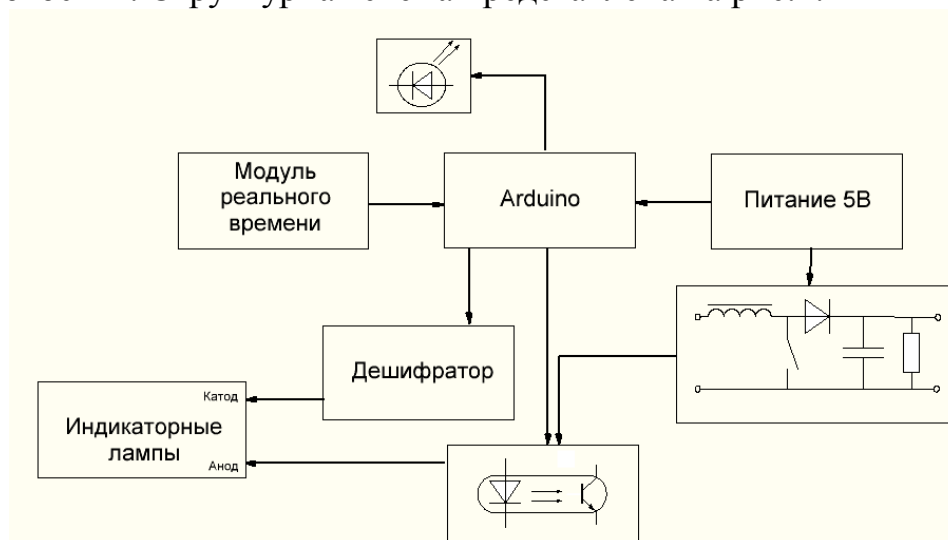 Модуль
реального
времени
Arduino
Питание 5В
Дешифратор
Катод
Индикаторные
лампы
Анод